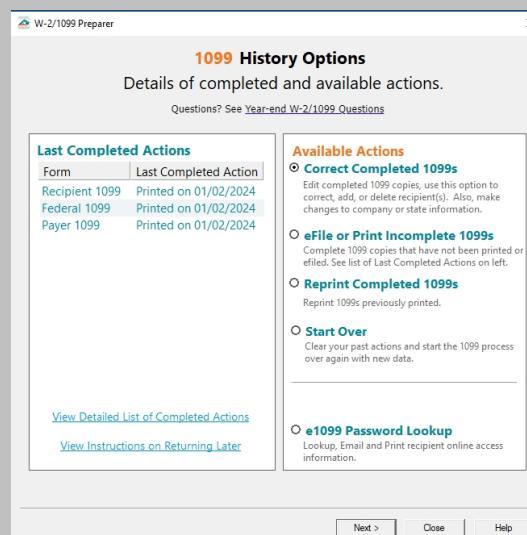 W-2/1099 Preparer
1099 History Options
Details of completed and available actions.
Questions? See Year-end W-2/1099 Questions
Last Completed Actions
Form Last Completed Action
Recipient 1099 Printed on 01/02/2024
Federal 1099 Printed on 01/02/2024
Payer 1099 Printed on 01/02/2024
View Detailed List of Completed Actions
View Instructions on Returning Later
Available Actions
Correct Completed 1099s
Edit completed 1099 copies, use this option to
correct, add, or delete recipient(s). Also, make
changes to company or state information.
eFile or Print Incomplete 1099s
Complete 1099 copies that have not been printed or
efiled. See list of Last Completed Actions on left.
Reprint Completed 1099s
Reprint 1099s previously printed.
Start Over
Clear your past actions and start the 1099 process
over again with new data.
e1099 Password Lookup
Lookup, Email and Print recipient online access
information.
Next > Close Help